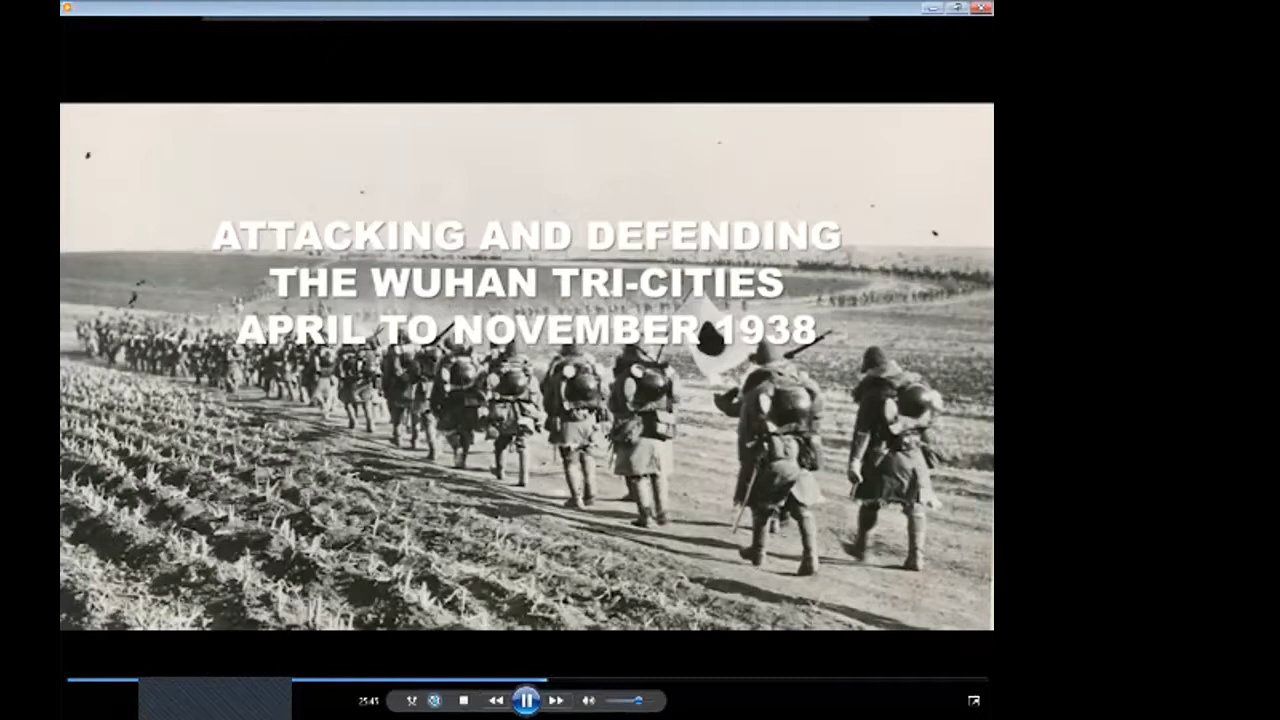 ATTACKING AND DEFENDING
THE WUHAN TRI-CITIES
APRIL TO NOVEMBER 1938
25:45